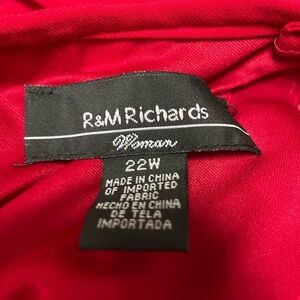 R&M Richards
Woman
22W
MADE IN CHINA
OF IMPORTED
FABRIC
HECHO EN CHINA
DE TELA
IMPORTADA